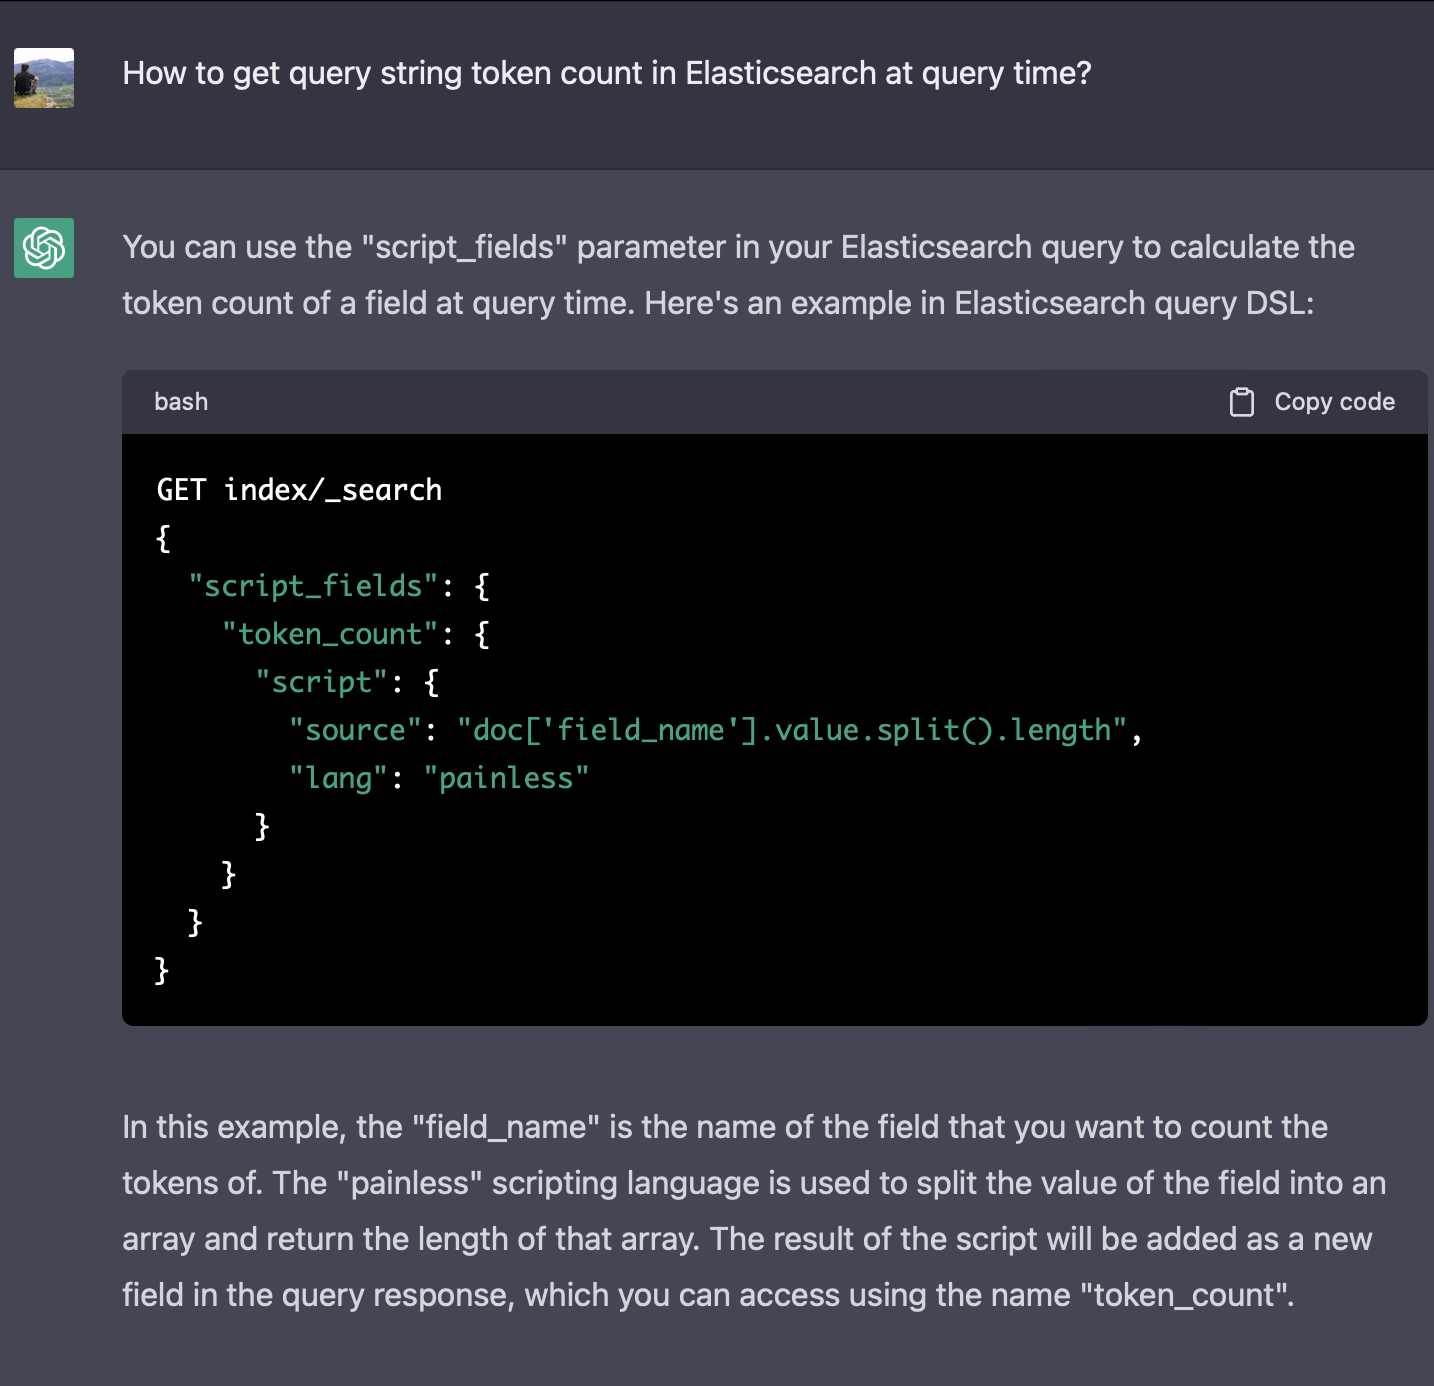 How to get query string token count in Elasticsearch at query time?
You can use the "script_fields" parameter in your Elasticsearch query to calculate the
token count of a field at query time. Here's an example in Elasticsearch query DSL:
bash
Copy code
GET index/_search
{
  "script_fields": {
    "token_count": {
      "script": {
        "source": "doc['field_name'].value.split().length",
        "lang": "painless"
      }
    }
  }
}
In this example, the "field_name" is the name of the field that you want to count the
tokens of. The "painless" scripting language is used to split the value of the field into an
array and return the length of that array. The result of the script will be added as a new
field in the query response, which you can access using the name "token_count".